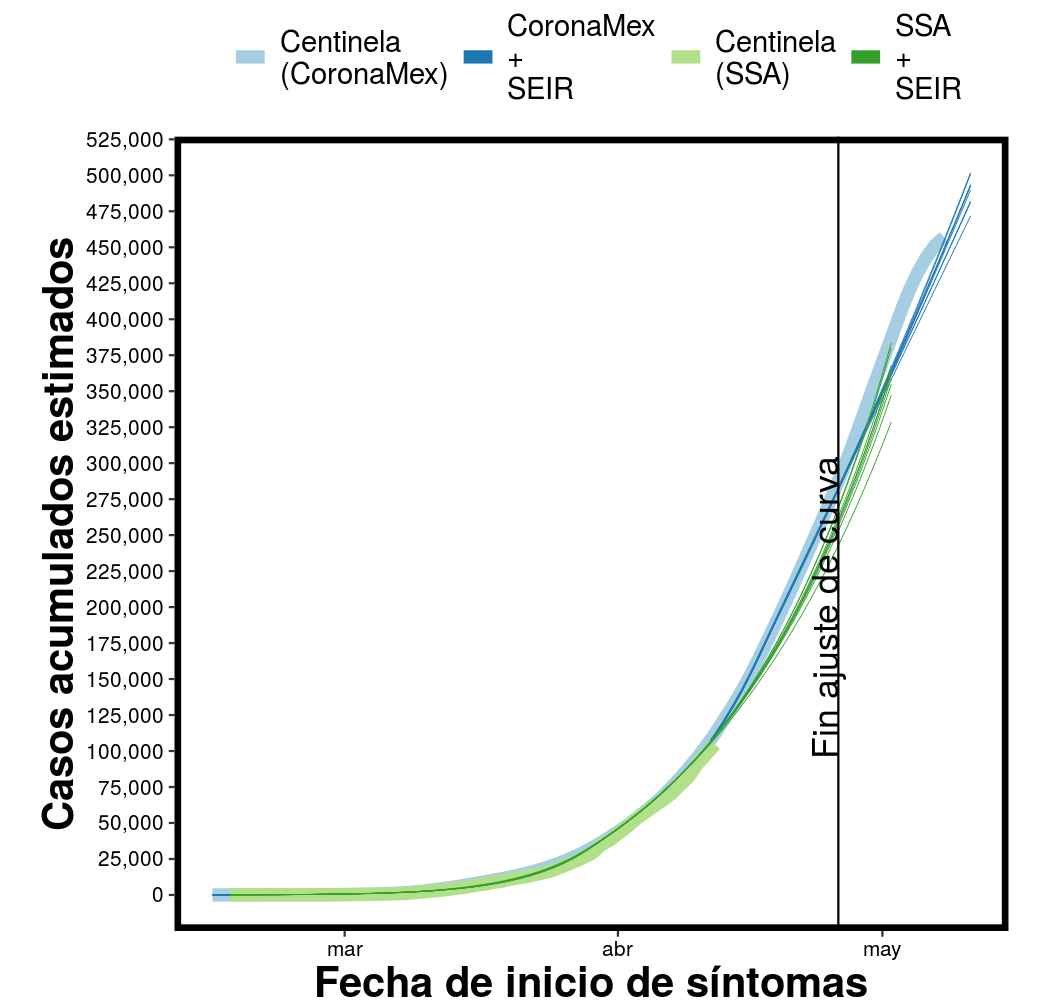 Centinela
(CoronaMex)
CoronaMex
+
SEIR
Centinela
(SSA)
SSA
+
SEIR
525,000
500,000
475,000
450,000
425,000
400,000
375,000
350,000
325,000
300,000
275,000
250,000
225,000
200,000
175,000
150,000
125,000
100,000
75,000
50,000
25,000
0
Casos acumulados estimados
Fin ajuste de curva
mar
abr
may
Fecha de inicio de síntomas